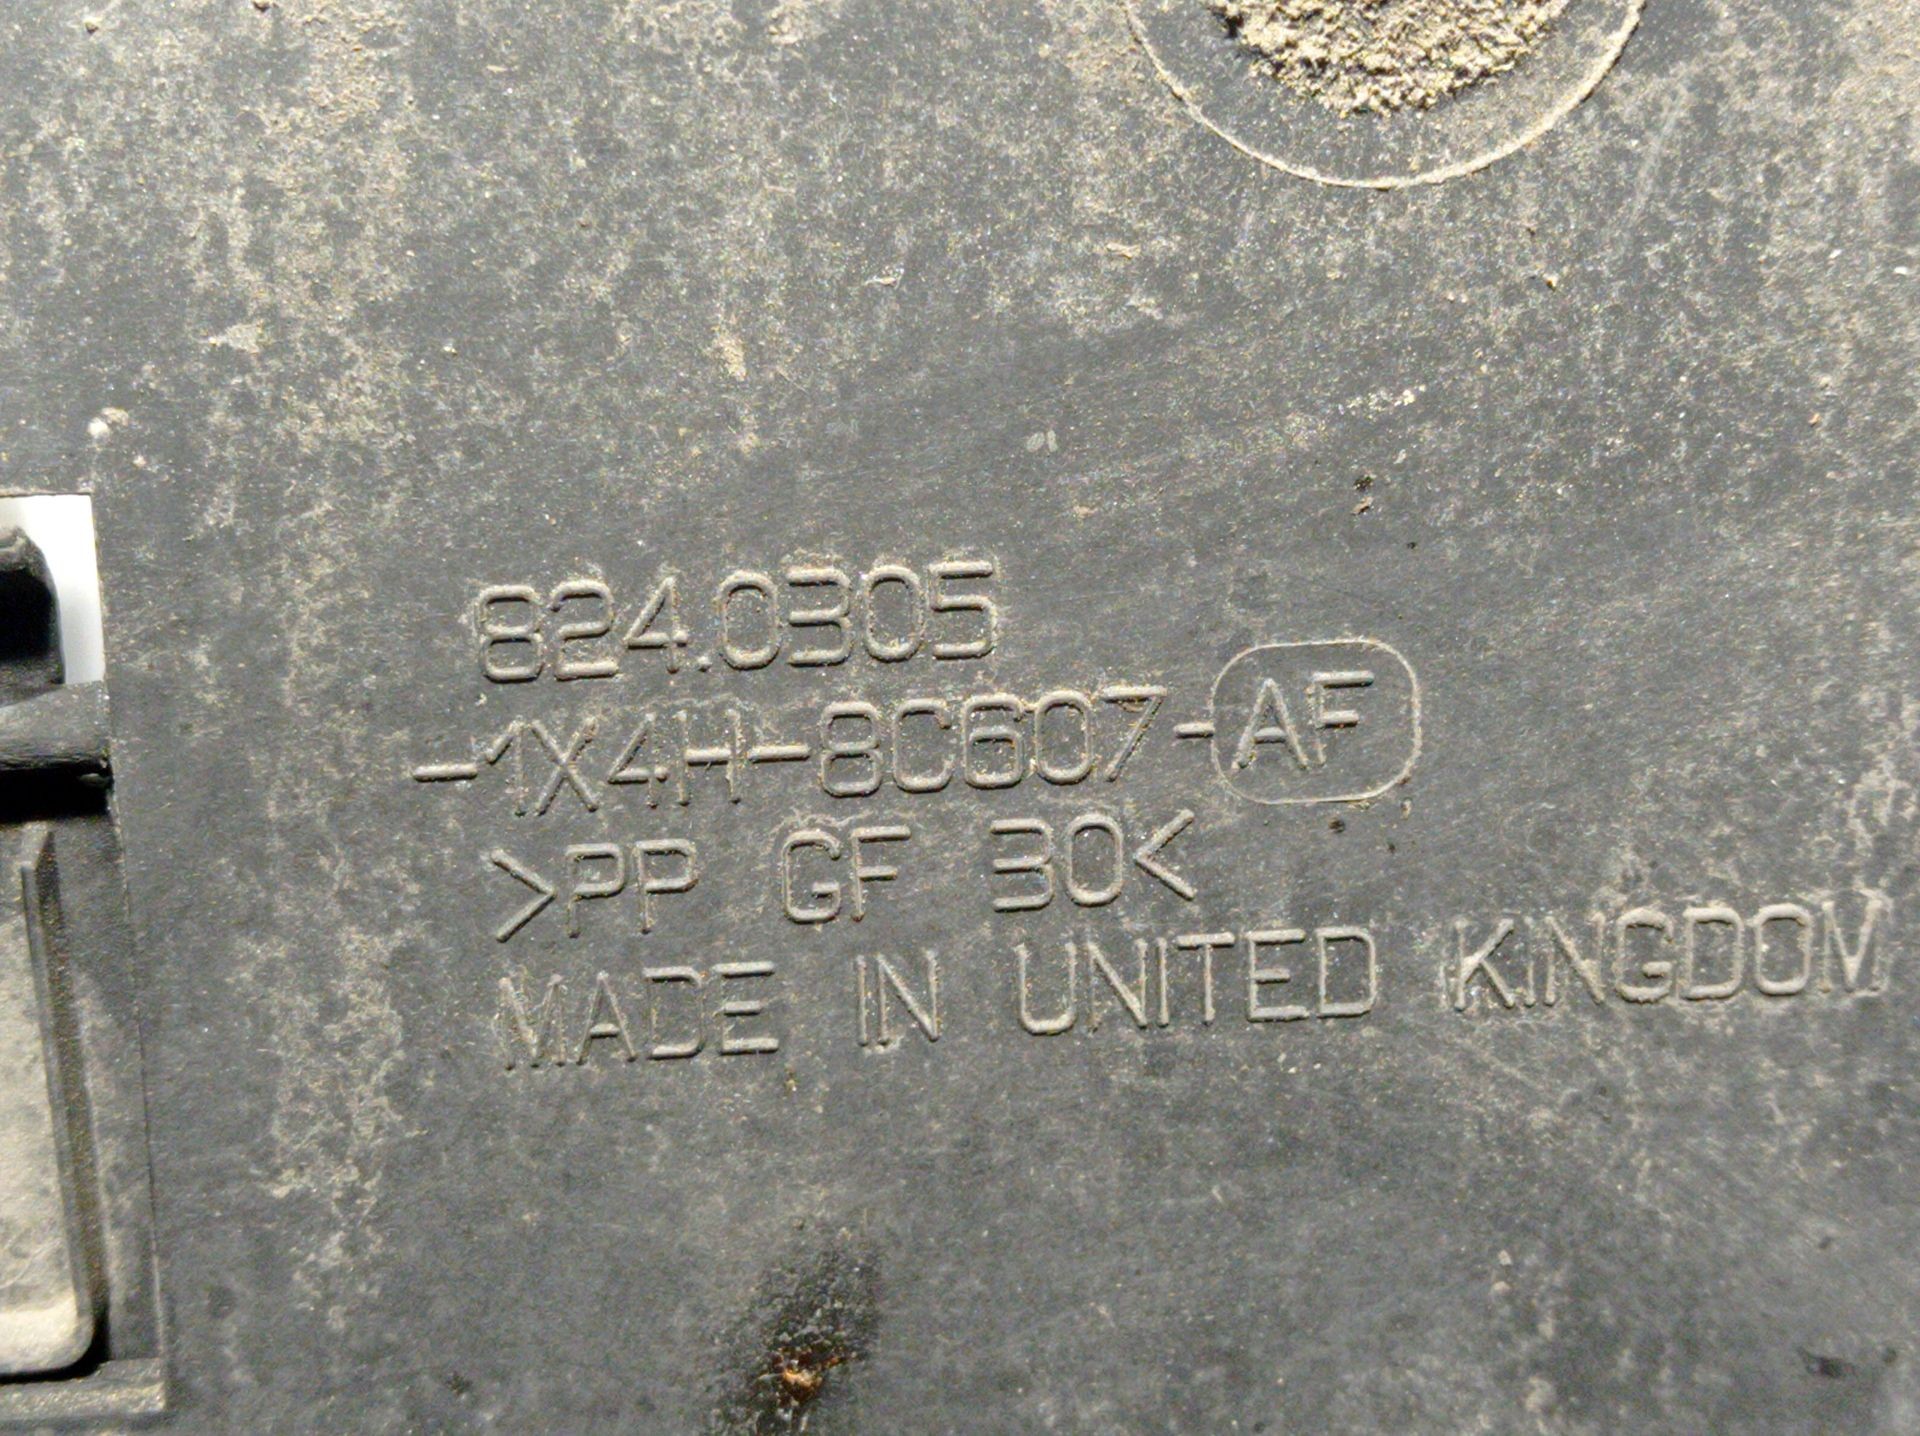 824.0305
-1X4H-8C607-AF
>PP GF 30<
MADE IN UNITED KINGDOM